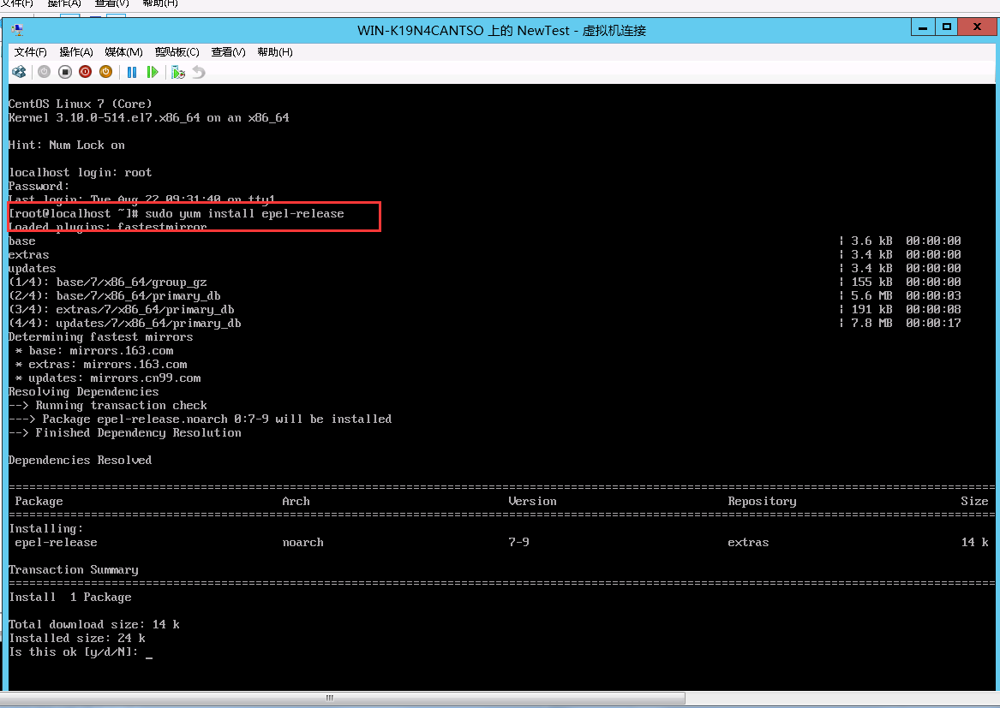 文件(F) 操作(A) 查看(V) 帮助(H)
WIN-K19N4CANTSO 上的 NewTest - 虚拟机连接
文件(F) 操作(A) 媒体(M) 剪贴板(C) 查看(V) 帮助(H)
CentOS Linux 7 (Core)
Kernel 3.10.0-514.el7.x86_64 on an x86_64
Hint: Num Lock on
localhost login: root
Password:
Last login: Tue Aug 22 09:31:40 on tty1
[root@localhost ~]# sudo yum install epel-release
Loaded plugins: fastestmirror
base | 3.6 kB 00:00:00
extras | 3.4 kB 00:00:00
updates | 3.4 kB 00:00:00
(1/4): base/7/x86_64/group_gz | 155 kB 00:00:00
(2/4): base/7/x86_64/primary_db | 5.6 MB 00:00:03
(3/4): extras/7/x86_64/primary_db | 191 kB 00:00:08
(4/4): updates/7/x86_64/primary_db | 7.8 MB 00:00:17
Determining fastest mirrors
* base: mirrors.163.com
* extras: mirrors.163.com
* updates: mirrors.cn99.com
Resolving Dependencies
--> Running transaction check
---> Package epel-release.noarch 0:7-9 will be installed
--> Finished Dependency Resolution
Dependencies Resolved
Package Arch Version Repository Size
Installing:
epel-release noarch 7-9 extras 14 k
Transaction Summary
Install 1 Package
Total download size: 14 k
Installed size: 24 k
Is this ok [y/d/N]: _